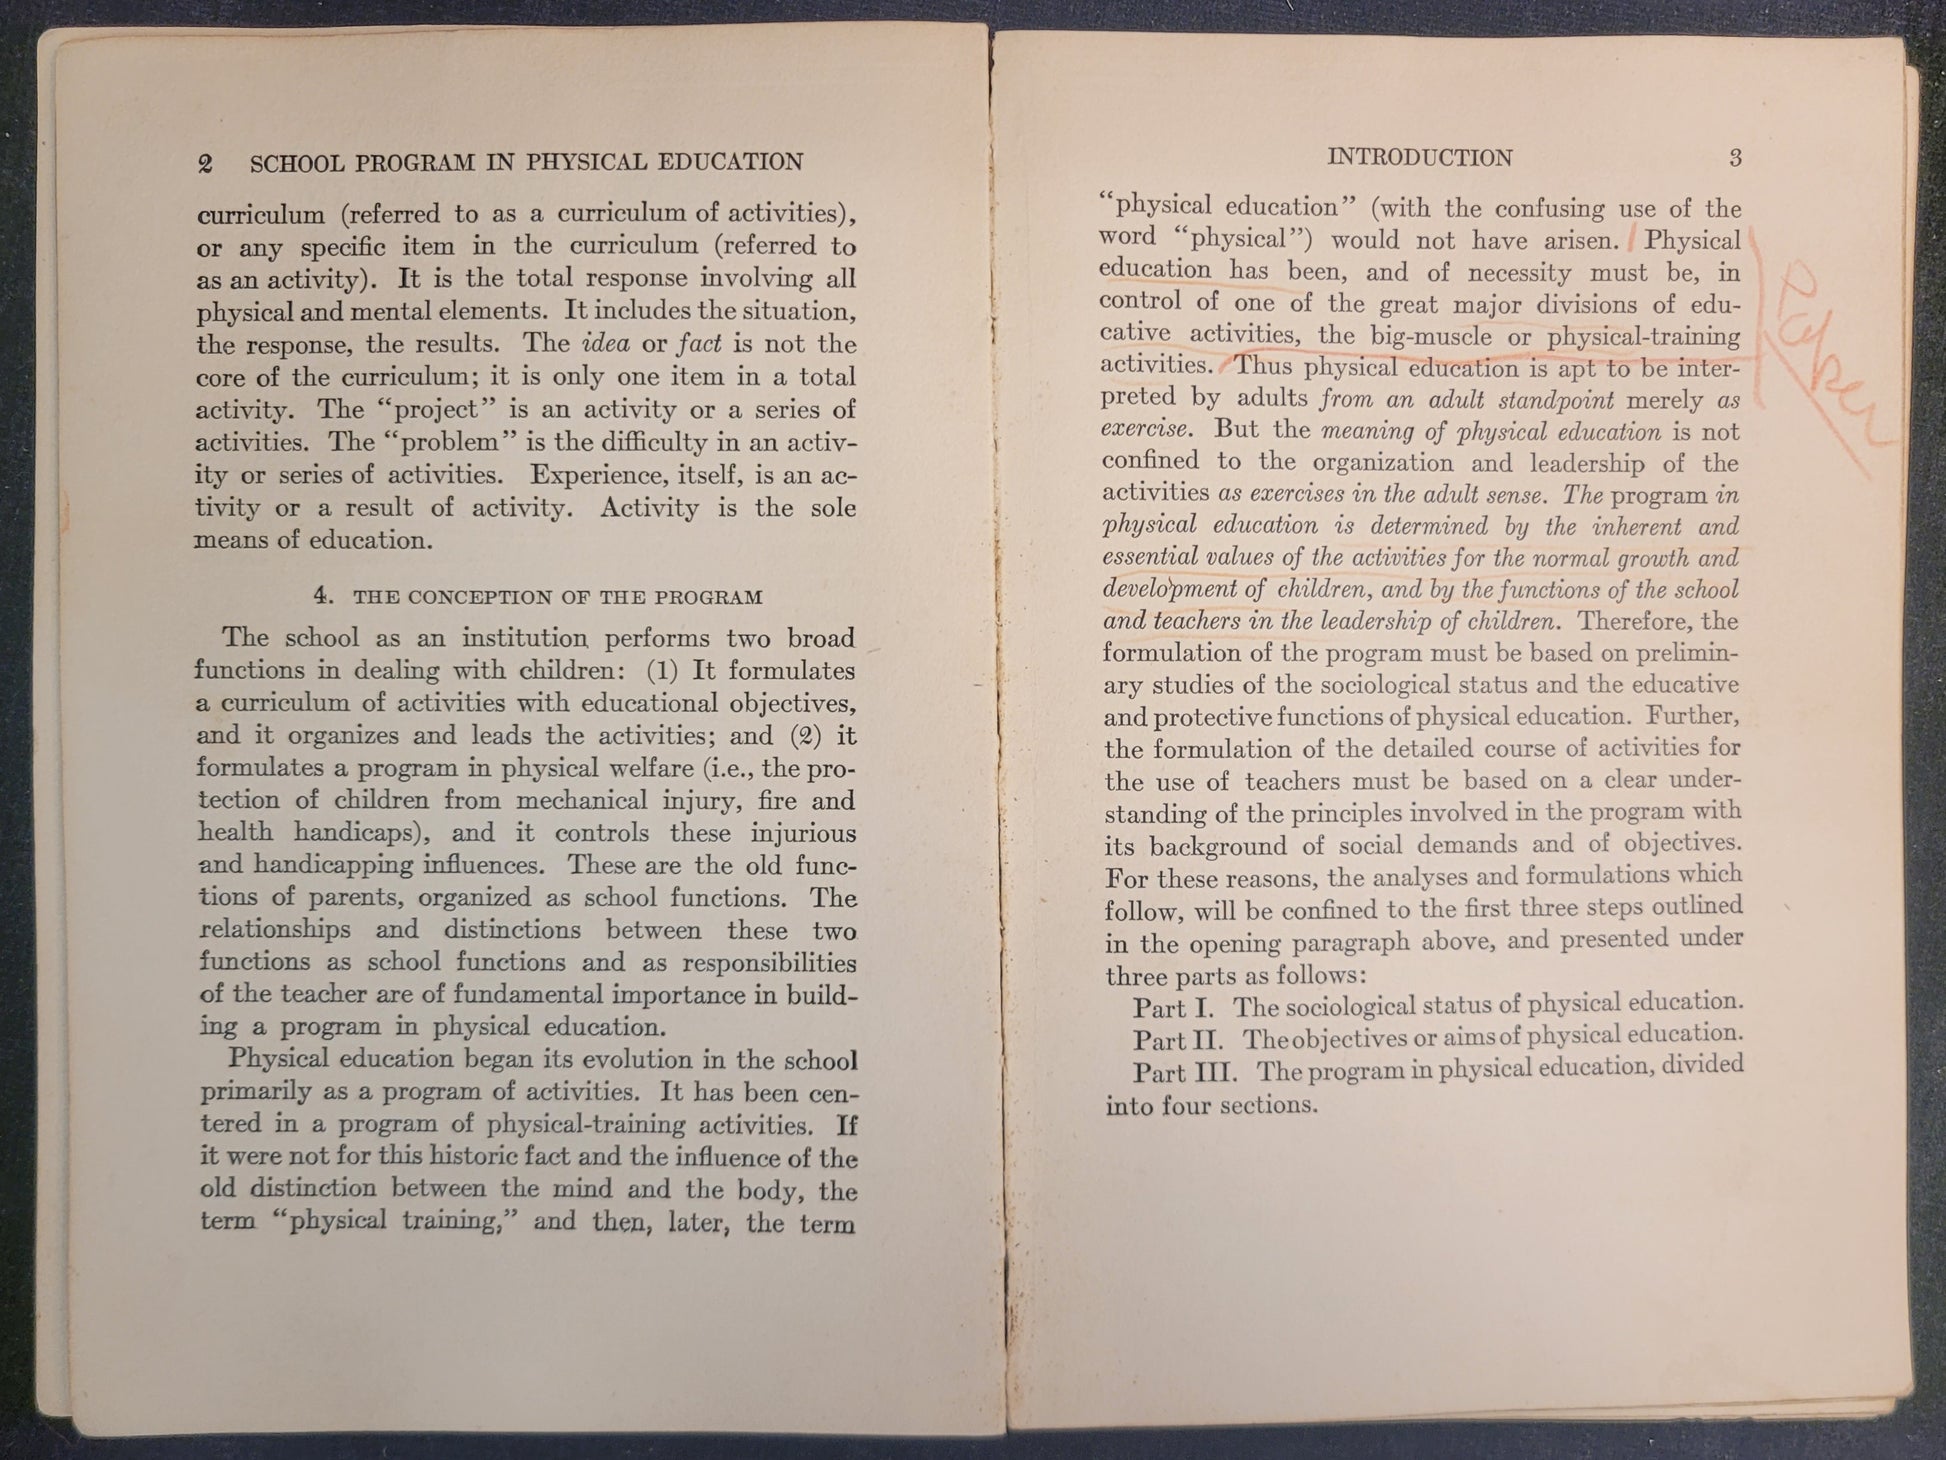 2 SCHOOL PROGRAM IN PHYSICAL EDUCATION
curriculum (referred to as a curriculum of activities),
or any specific item in the curriculum (referred to
as an activity). It is the total response involving all
physical and mental elements. It includes the situation,
the response, the results. The idea or fact is not the
core of the curriculum; it is only one item in a total
activity. The “project” is an activity or a series of
activities. The “problem” is the difficulty in an activ-
ity or series of activities. Experience, itself, is an ac-
tivity or a result of activity. Activity is the sole
means of education.
4. THE CONCEPTION OF THE PROGRAM
The school as an institution performs two broad
functions in dealing with children: (1) It formulates
a curriculum of activities with educational objectives,
and it organizes and leads the activities; and (2) it
formulates a program in physical welfare (i.e., the pro-
tection of children from mechanical injury, fire and
health handicaps), and it controls these injurious
and handicapping influences. These are the old func-
tions of parents, organized as school functions. The
relationships and distinctions between these two
functions as school functions and as responsibilities
of the teacher are of fundamental importance in build-
ing a program in physical education.
Physical education began its evolution in the school
primarily as a program of activities. It has been cen-
tered in a program of physical-training activities. If
it were not for this historic fact and the influence of the
old distinction between the mind and the body, the
term “physical training,” and then, later, the term
INTRODUCTION 3
“physical education” (with the confusing use of the
word “physical”) would not have arisen. Physical
education has been, and of necessity must be, in
control of one of the great major divisions of edu-
cative activities, the big-muscle or physical-training
activities. Thus physical education is apt to be inter-
preted by adults from an adult standpoint merely as
exercise. But the meaning of physical education is not
confined to the organization and leadership of the
activities as exercises in the adult sense. The program in
physical education is determined by the inherent and
essential values of the activities for the normal growth and
development of children, and by the functions of the school
and teachers in the leadership of children. Therefore, the
formulation of the program must be based on prelimin-
ary studies of the sociological status and the educative
and protective functions of physical education. Further,
the formulation of the detailed course of activities for
the use of teachers must be based on a clear under-
standing of the principles involved in the program with
its background of social demands and of objectives.
For these reasons, the analyses and formulations which
follow, will be confined to the first three steps outlined
in the opening paragraph above, and presented under
three parts as follows:
Part I. The sociological status of physical education.
Part II. The objectives or aims of physical education.
Part III. The program in physical education, divided
into four sections.